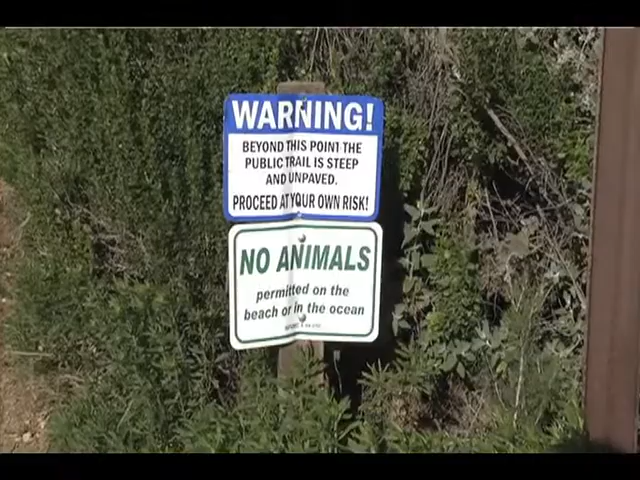 WARNING!
BEYOND THIS POINT THE
PUBLIC TRAIL IS STEEP
AND UNPAVED.
PROCEED AT YOUR OWN RISK!
NO ANIMALS
permitted on the
beach or in the ocean